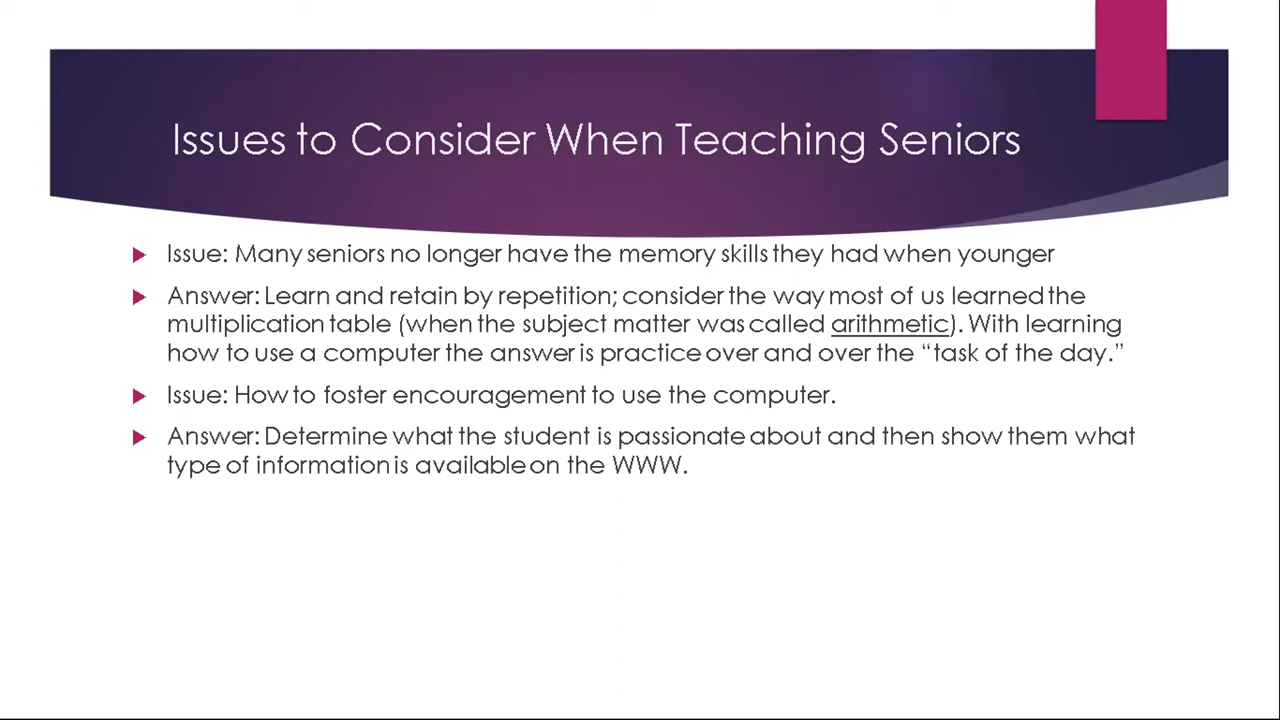 Issues to Consider When Teaching Seniors
Issue: Many seniors no longer have the memory skills they had when younger
Answer: Learn and retain by repetition; consider the way most of us learned the
multiplication table (when the subject matter was called arithmetic). With learning
how to use a computer the answer is practice over and over the “task of the day.”
Issue: How to foster encouragement to use the computer.
Answer: Determine what the student is passionate about and then show them what
type of information is available on the WWW.